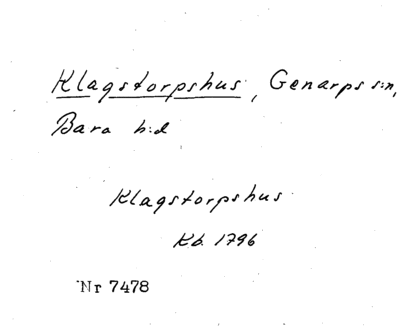 Klagstorpshus, Genarps s:n,
Bara h:d
Klagstorpshus
Kb. 1796
Nr 7478